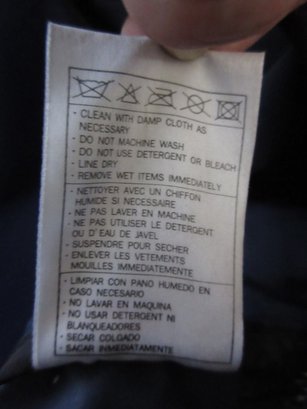 • CLEAN WITH DAMP CLOTH AS
NECESSARY
• DO NOT MACHINE WASH
• DO NOT USE DETERGENT OR BLEACH
• LINE DRY
• REMOVE WET ITEMS IMMEDIATELY
• NETTOYER AVEC UN CHIFFON
HUMIDE SI NECESSAIRE
• NE PAS LAVER EN MACHINE
• NE PAS UTILISER LE DETERGENT
OU D'EAU DE JAVEL
• SUSPENDRE POUR SECHER
• ENLEVER LES VETEMENTS
MOUILLES IMMEDIATEMENTE
• LIMPIAR CON PANO HUMEDO EN
CASO NECESARIO
• NO LAVAR EN MAQUINA
• NO USAR DETERGENT NI
BLANQUEADORES
• SECAR COLGADO
• SACAR INMEDIATAMENTE